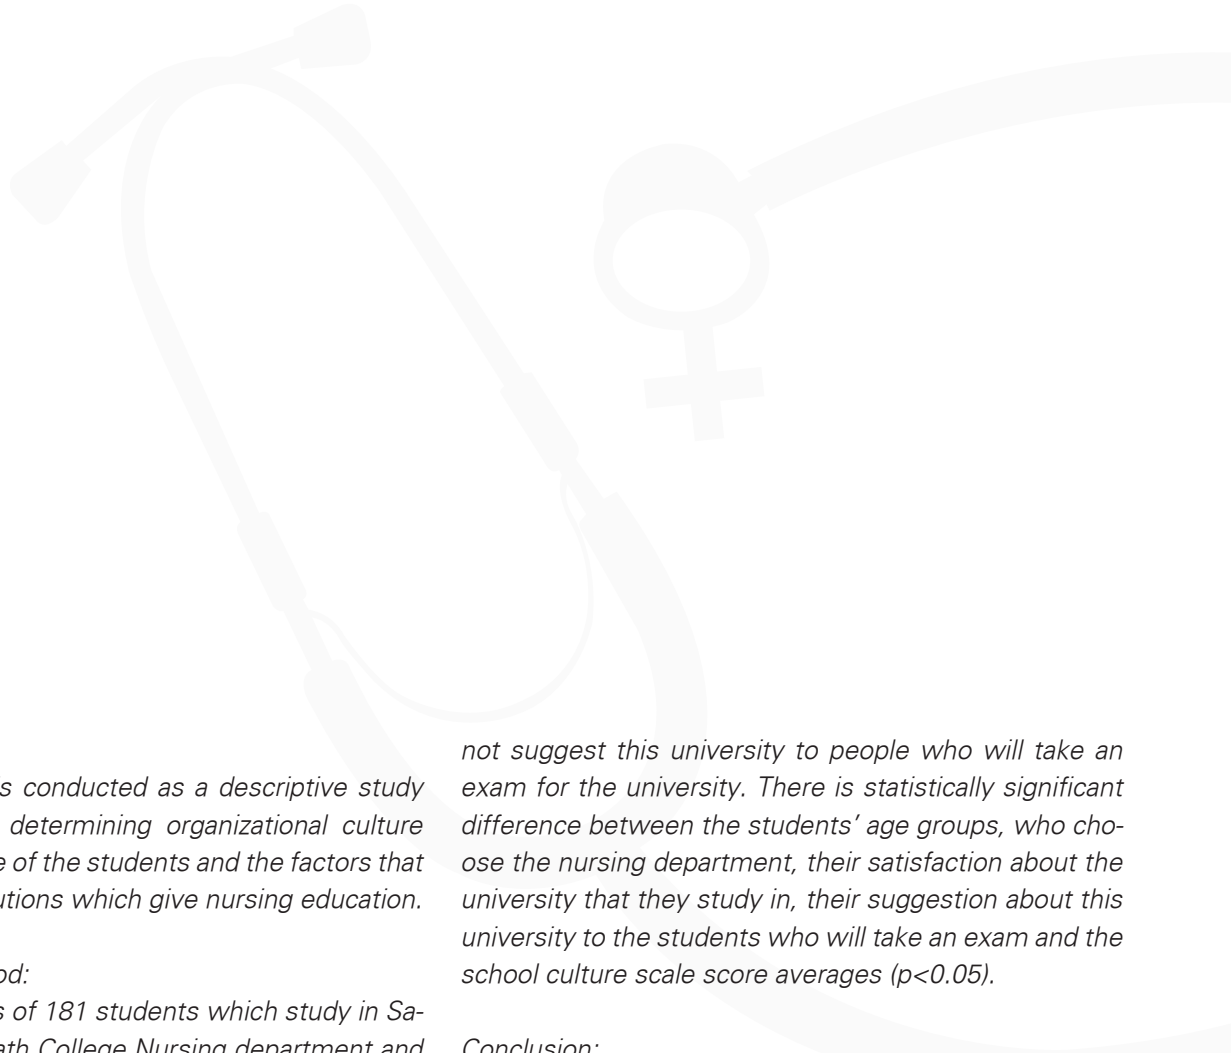 s conducted as a descriptive study
determining organizational culture
e of the students and the factors that
utions which give nursing education.
od:
s of 181 students which study in Sa-
ath College Nursing department and
not suggest this university to people who will take an
exam for the university. There is statistically significant
difference between the students’ age groups, who cho-
ose the nursing department, their satisfaction about the
university that they study in, their suggestion about this
university to the students who will take an exam and the
school culture scale score averages (p<0.05).
Conclusion: